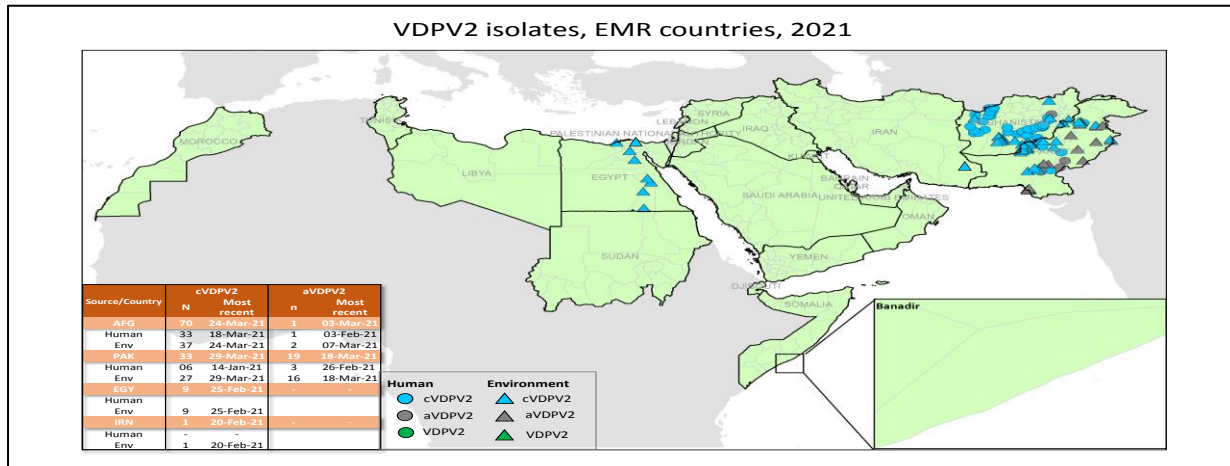 VDPV2 isolates, EMR countries, 2021
MOROCCO
TUNISIA
LIBYA
EGYPT
SUDAN
PALESTINIAN NATIONAL AUTHORITY
LEBANON
SYRIA
JORDAN
IRAQ
IRAN
KUWAIT
BAHRAIN
QATAR
SAUDI ARABIA
UNITED ARAB EMIRATES
OMAN
YEMEN
DJIBOUTI
SOMALIA
AFGHANISTAN
Banadir
Source/Country cVDPV2 aVDPV2
N Most recent n Most recent
AFG 70 24-Mar-21 1 03-Mar-21
Human 33 18-Mar-21 1 03-Feb-21
Env 37 24-Mar-21 2 07-Mar-21
PAK 33 29-Mar-21 19 18-Mar-21
Human 06 14-Jan-21 3 26-Feb-21
Env 27 29-Mar-21 16 18-Mar-21
EGY 9 25-Feb-21 - -
Human
Env 9 25-Feb-21
IRN 1 20-Feb-21 - -
Human - -
Env 1 20-Feb-21
Human Environment
cVDPV2 cVDPV2
aVDPV2 aVDPV2
VDPV2 VDPV2